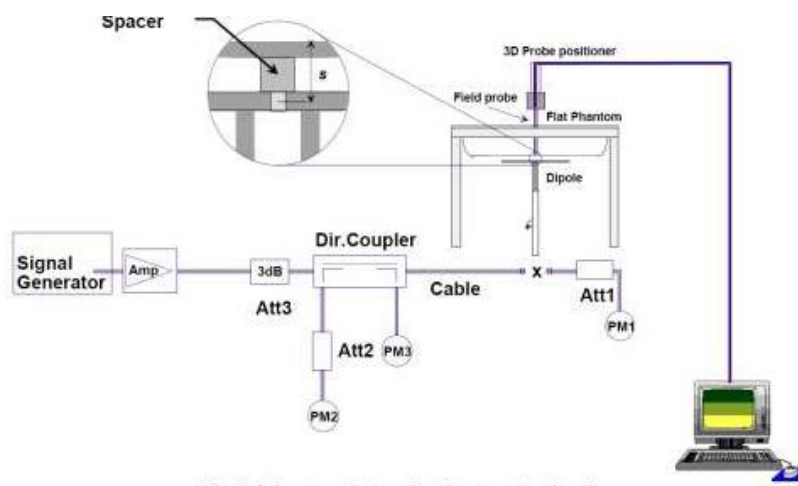 Spacer
s
3D Probe positioner
Field probe
Flat Phantom
Dipole
Signal
Generator
Amp
3dB
Att3
Dir.Coupler
Cable
x
Att1
PM1
Att2
PM3
PM2